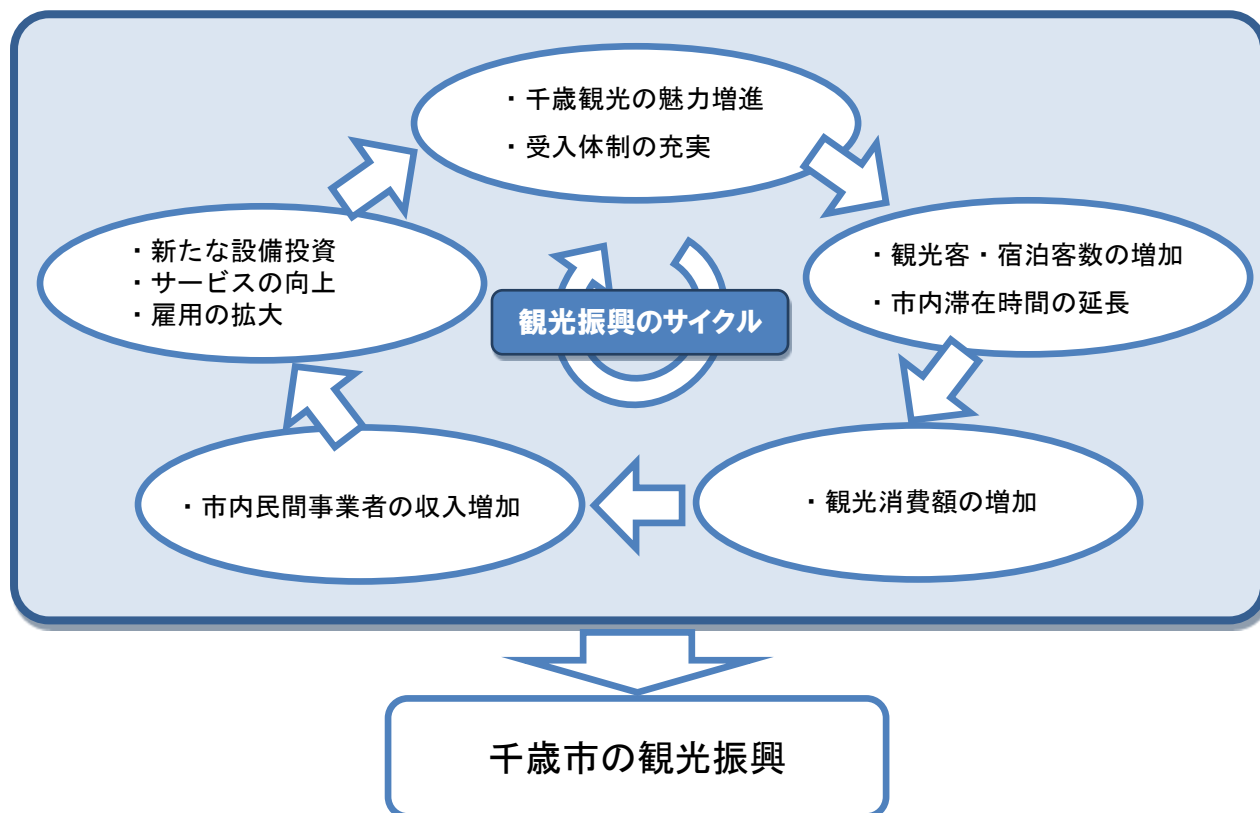 ・千歳観光の魅力増進
・受入体制の充実
・新たな設備投資
・サービスの向上
・雇用の拡大
・観光客・宿泊客数の増加
・市内滞在時間の延長
観光振興のサイクル
・市内民間事業者の収入増加
・観光消費額の増加
千歳市の観光振興